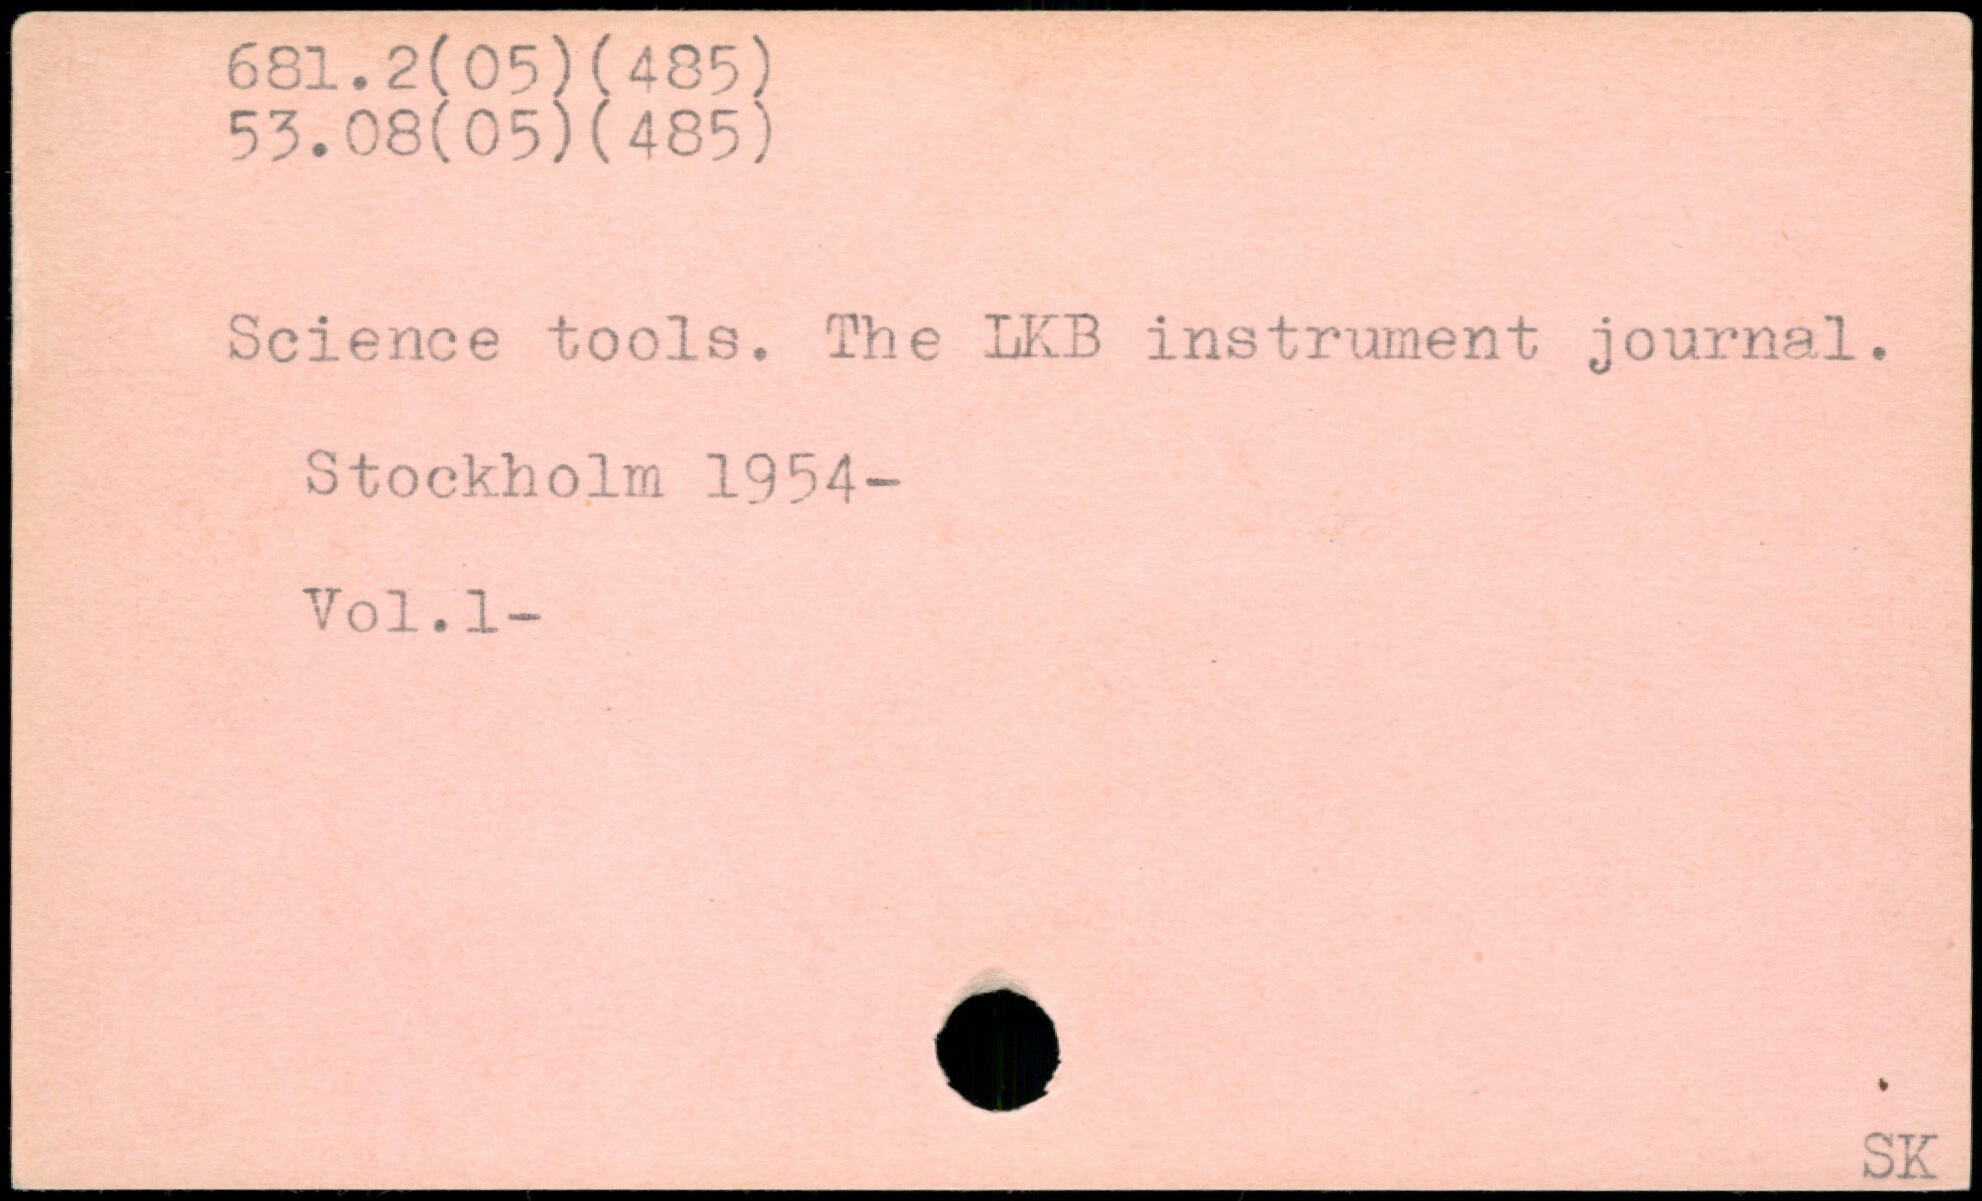 681.2(05)(485)
53.08(05)(485)
Science tools. The LKB instrument journal.
Stockholm 1954-
Vol.1-
SK